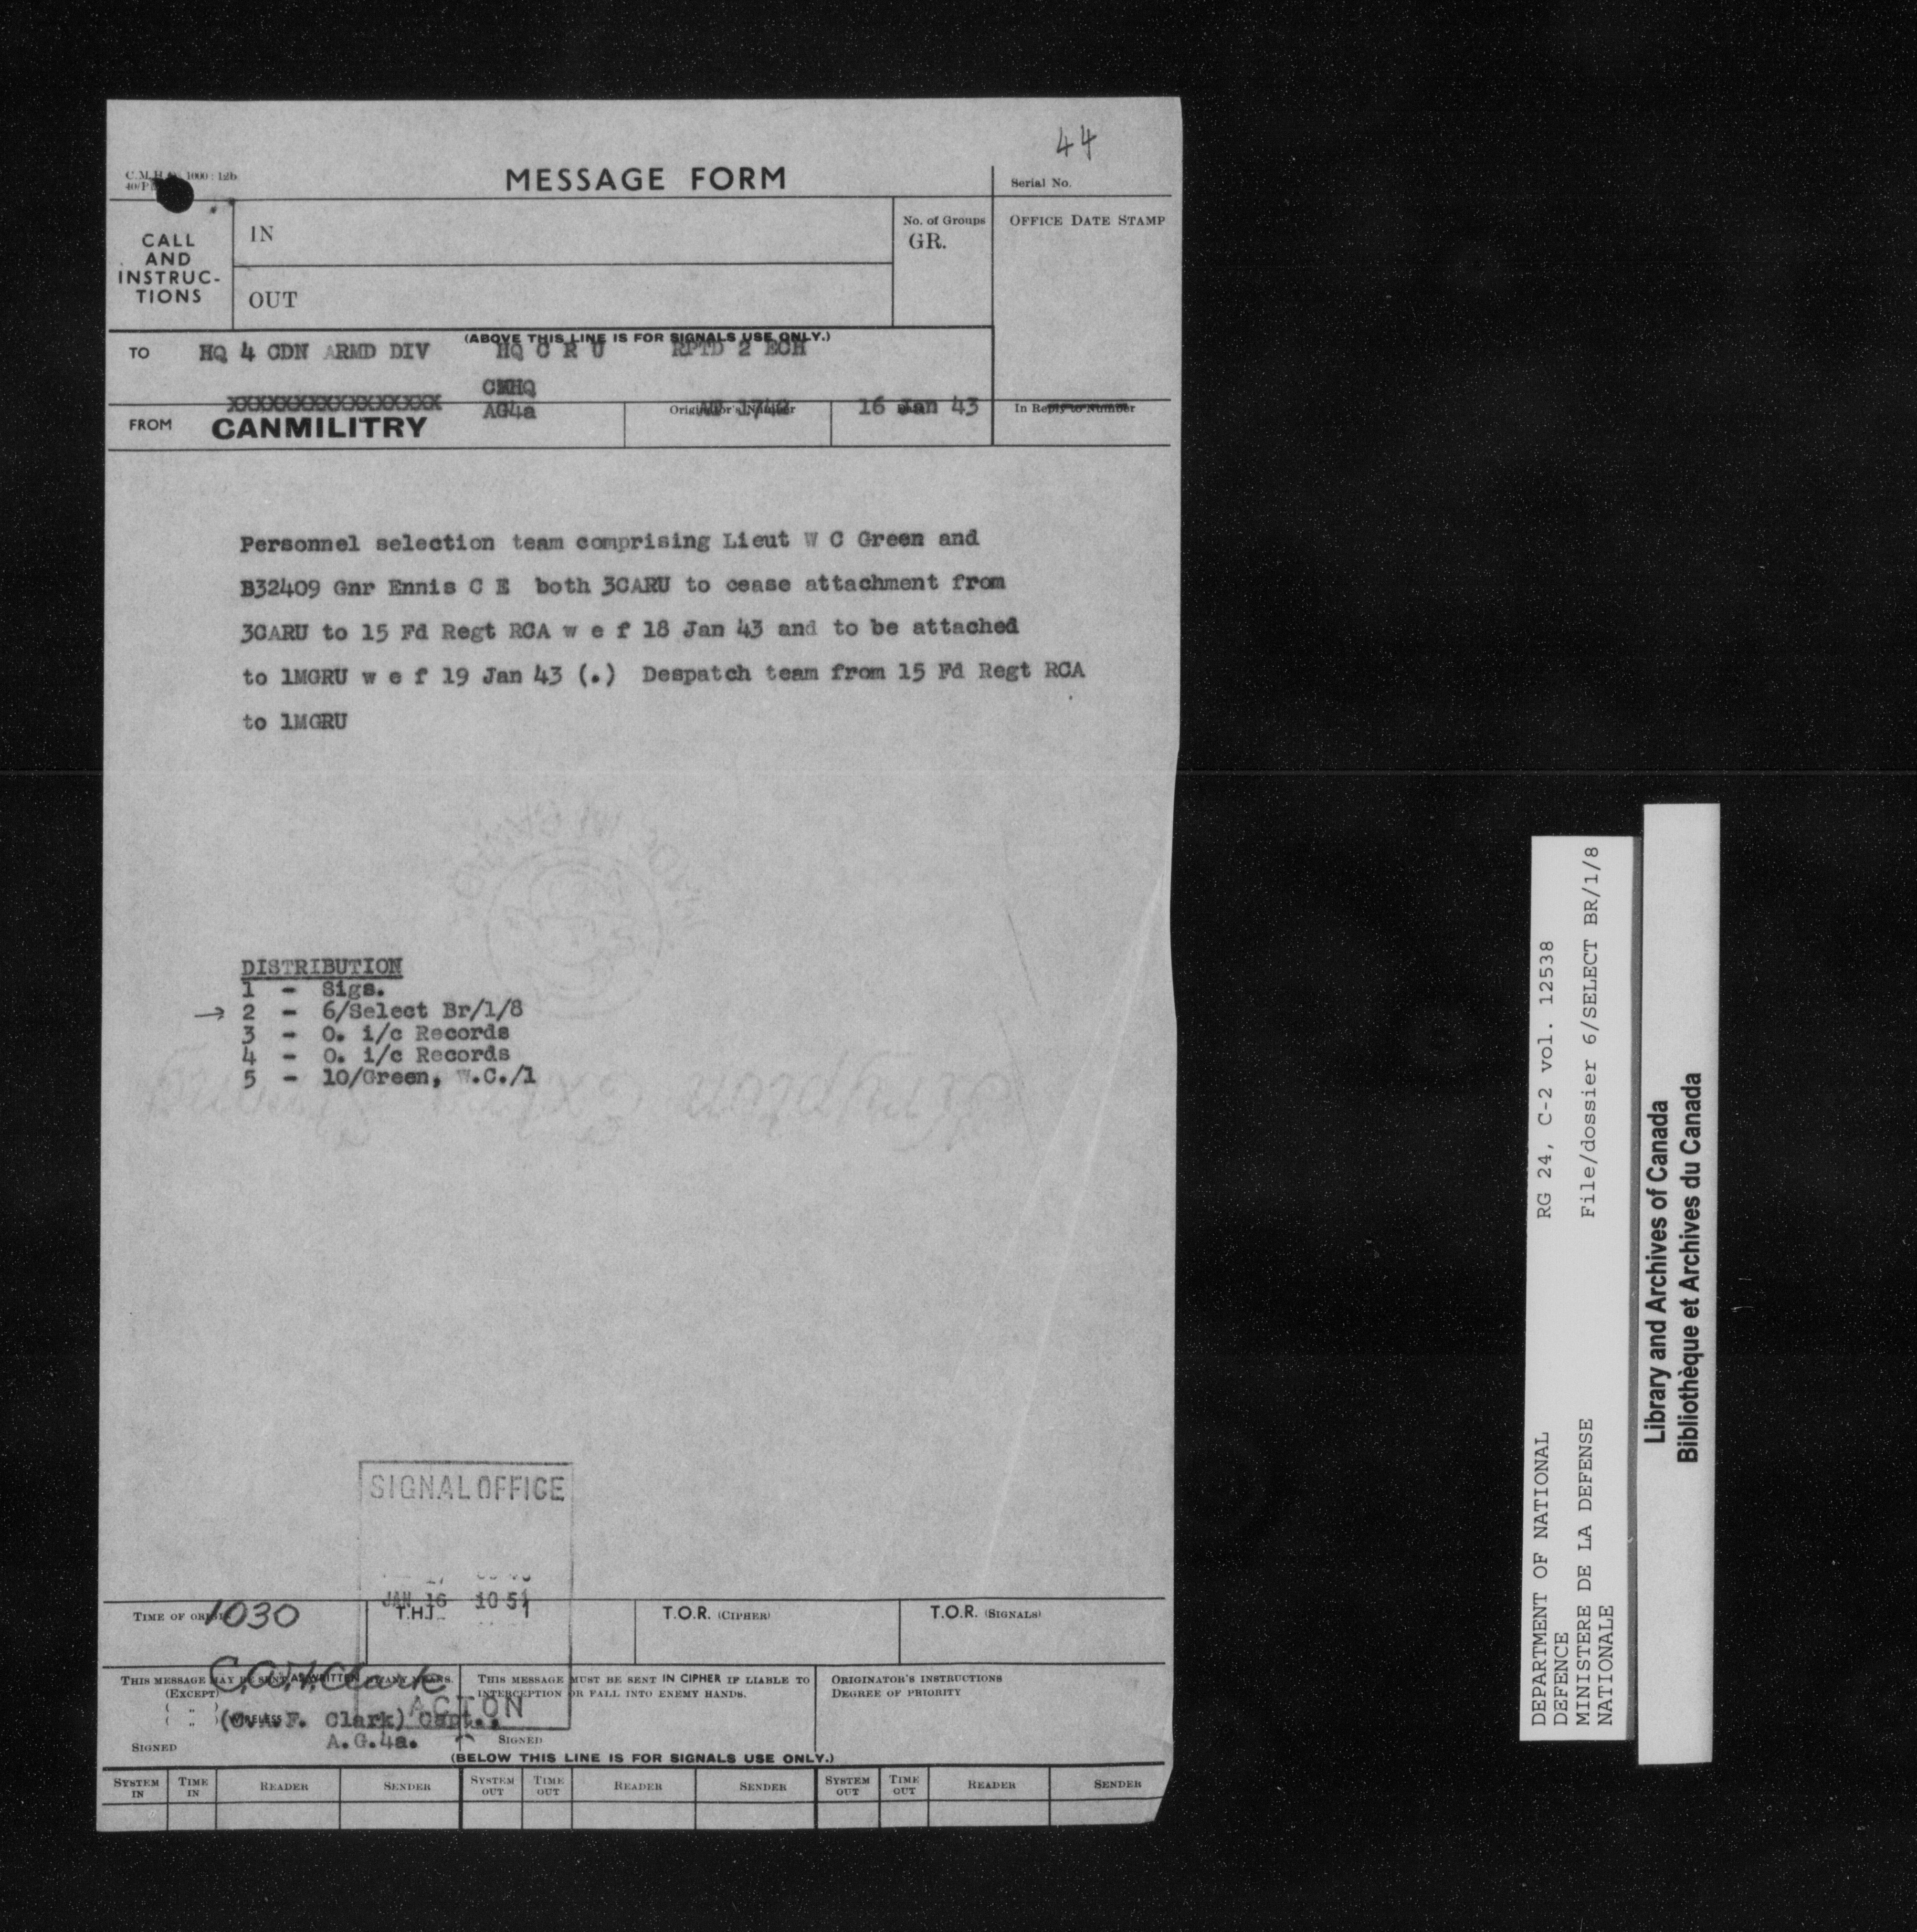 44
MESSAGE FORM
Serial No.
CALL AND INSTRUC- TIONS
IN
OUT
No. of Groups
GR.
OFFICE DATE STAMP
(ABOVE THIS LINE IS FOR SIGNALS USE ONLY.)
TO HQ 4 CDN ARMD DIV HQ C R U RPTD 2 ECH
CMHQ
FROM CANMILITRY AG4a Originator's Number 16 Jan 43 In Reply to Number
Personnel selection team comprising Lieut W C Green and
B32409 Gnr Ennis C E both 3CARU to cease attachment from
3CARU to 15 Fd Regt RCA w e f 18 Jan 43 and to be attached
to 1MGRU w e f 19 Jan 43 (.) Despatch team from 15 Fd Regt RCA
to 1MGRU
DISTRIBUTION
1 - Sigs.
→ 2 - 6/Select Br/1/8
3 - O. i/c Records
4 - O. i/c Records
5 - 10/Green, W.C./1
SIGNAL OFFICE
JAN 16 10 51
TIME OF ORIGIN 1030
T.H.I.
T.O.R. (CIPHER)
T.O.R. (SIGNALS)
THIS MESSAGE MAY BE SENT AS WRITTEN BY ANY MEANS.
(EXCEPT)
WIRELESS
C.A.F. Clark
(C.A.F. Clark) Capt.,
A.G.4a.
SIGNED
ACTON
THIS MESSAGE MUST BE SENT IN CIPHER IF LIABLE TO
INTERCEPTION OR FALL INTO ENEMY HANDS.
SIGNED
ORIGINATOR'S INSTRUCTIONS
DEGREE OF PRIORITY
(BELOW THIS LINE IS FOR SIGNALS USE ONLY.)
SYSTEM IN TIME IN READER SENDER SYSTEM OUT TIME OUT READER SENDER SYSTEM OUT TIME OUT READER SENDER
DEPARTMENT OF NATIONAL DEFENCE
MINISTERE DE LA DEFENSE NATIONALE
RG 24, C-2 vol. 12538
File/dossier 6/SELECT BR/1/8
Library and Archives of Canada
Bibliothèque et Archives du Canada